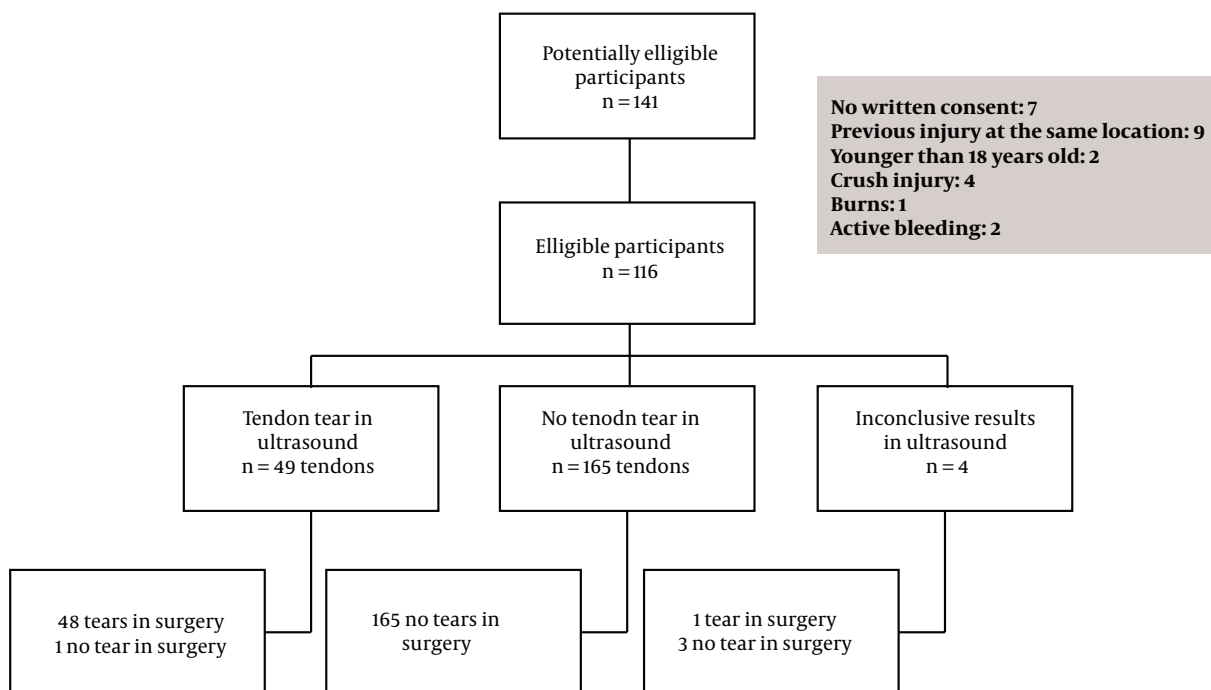 Potentially elligible
participants
n = 141
No written consent: 7
Previous injury at the same location: 9
Younger than 18 years old: 2
Crush injury: 4
Burns: 1
Active bleeding: 2
Elligible participants
n = 116
Tendon tear in
ultrasound
n = 49 tendons
No tenodn tear in
ultrasound
n = 165 tendons
Inconclusive results
in ultrasound
n = 4
48 tears in surgery
1 no tear in surgery
165 no tears in
surgery
1 tear in surgery
3 no tear in surgery